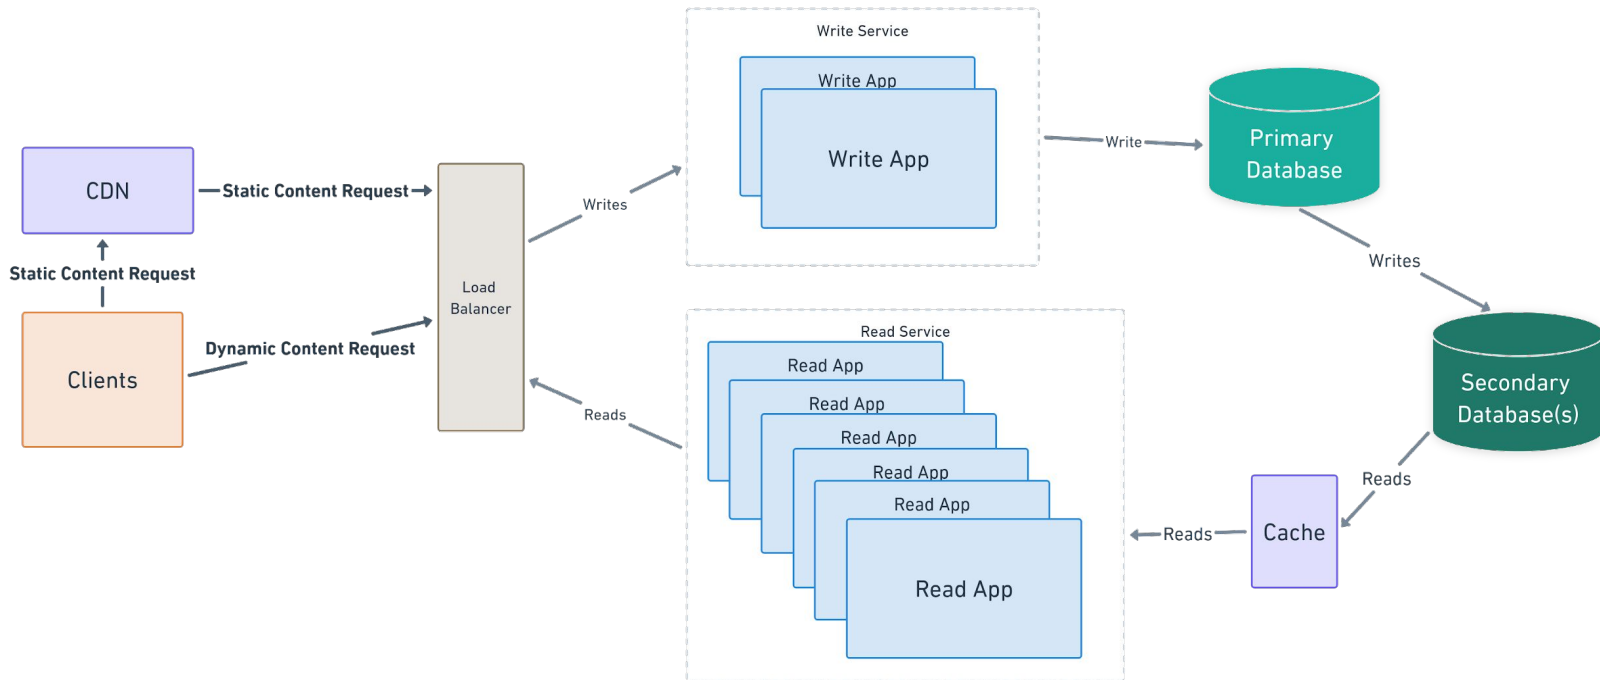 Write Service
Write App
Write App
Write
Primary
Database
CDN
Static Content Request
Writes
Static Content Request
Load
Balancer
Writes
Clients
Dynamic Content Request
Reads
Read Service
Read App
Read App
Read App
Read App
Read App
Read App
Secondary
Database(s)
Reads
Cache
Reads